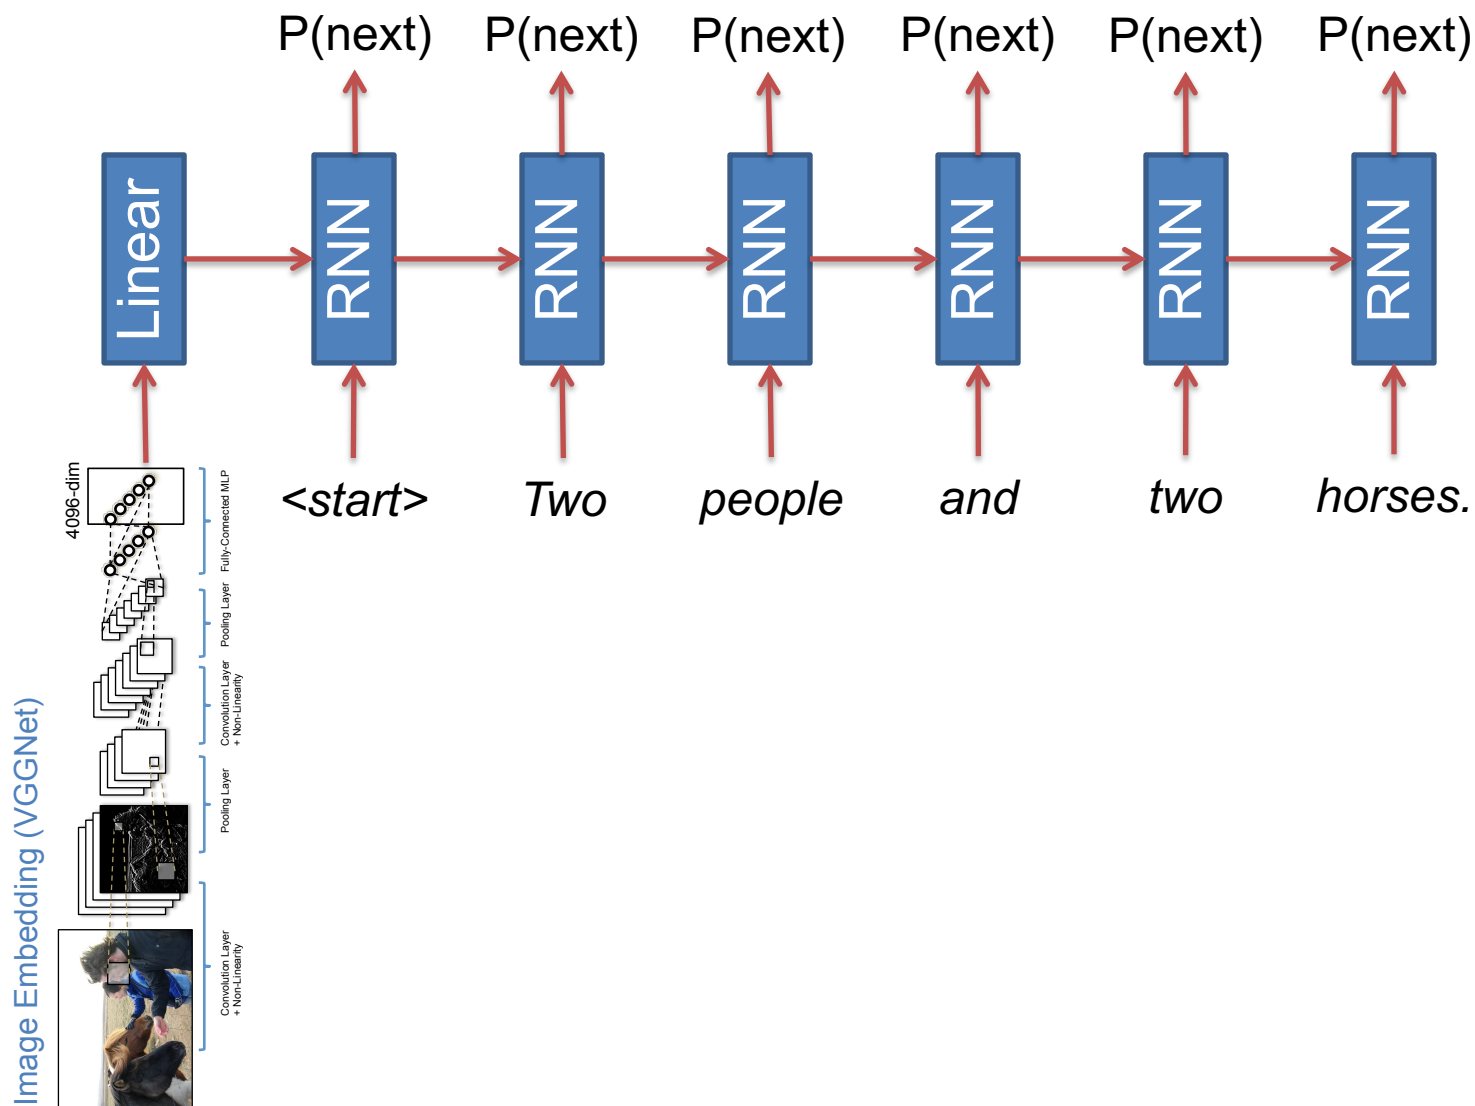 P(next) P(next) P(next) P(next) P(next) P(next)
Linear RNN RNN RNN RNN RNN RNN
<start> Two people and two horses.
4096-dim
Fully-Connected MLP
Pooling Layer
Convolution Layer
+ Non-Linearity
Pooling Layer
Convolution Layer
+ Non-Linearity
Image Embedding (VGGNet)